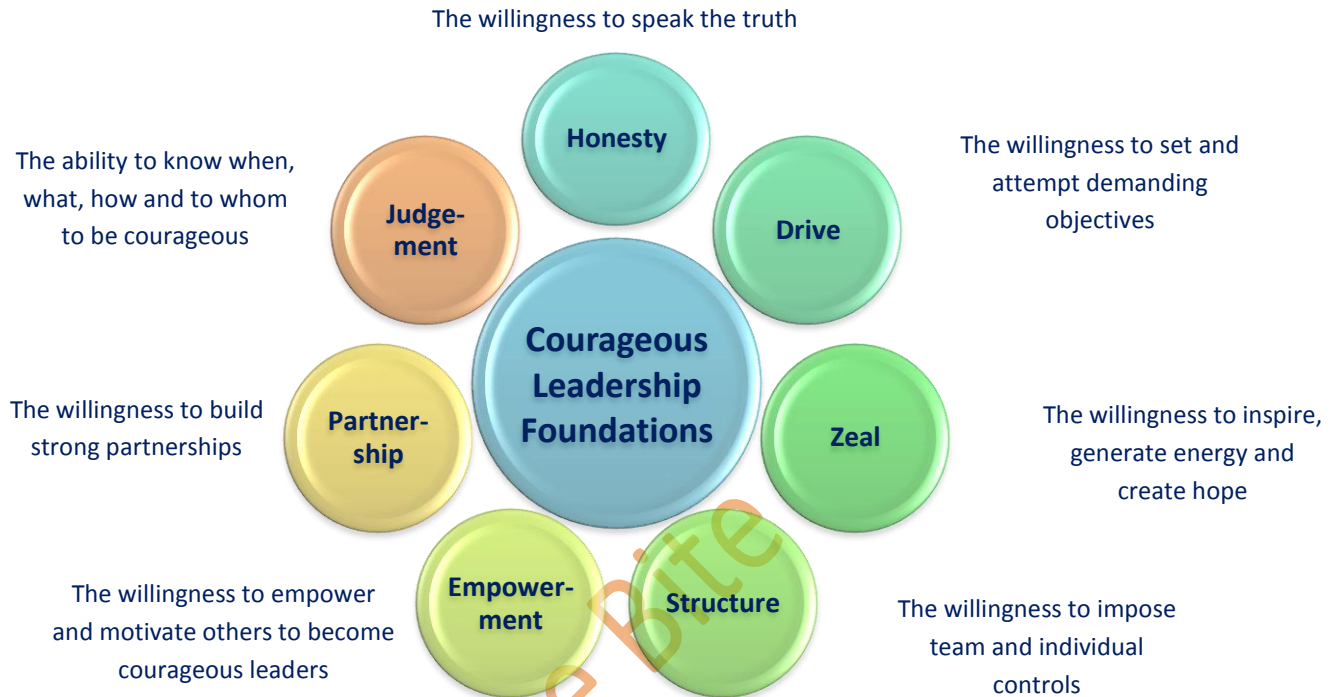 The willingness to speak the truth
Honesty
The willingness to set and
attempt demanding
objectives
Drive
The willingness to inspire,
generate energy and
create hope
Zeal
The willingness to impose
team and individual
controls
Structure
The willingness to empower
and motivate others to become
courageous leaders
Empower-
ment
The willingness to build
strong partnerships
Partner-
ship
The ability to know when,
what, how and to whom
to be courageous
Judge-
ment
Courageous
Leadership
Foundations
Bite